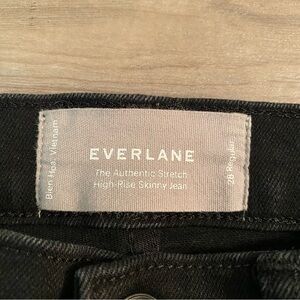 Bien Hoa, Vietnam
EVERLANE
The Authentic Stretch
High-Rise Skinny Jean
28 Regular